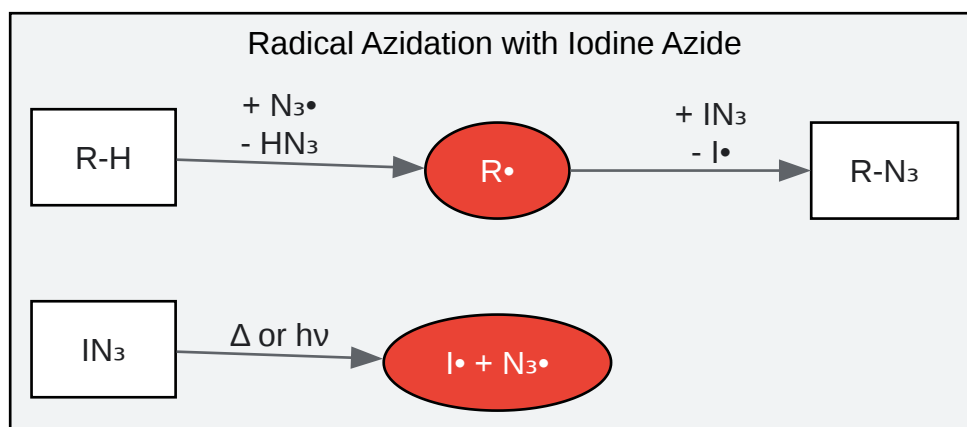 Radical Azidation with Iodine Azide
+ N₃•
- HN₃
+ IN₃
- I•
R-H
R•
R-N₃
Δ or hν
IN₃
I• + N₃•